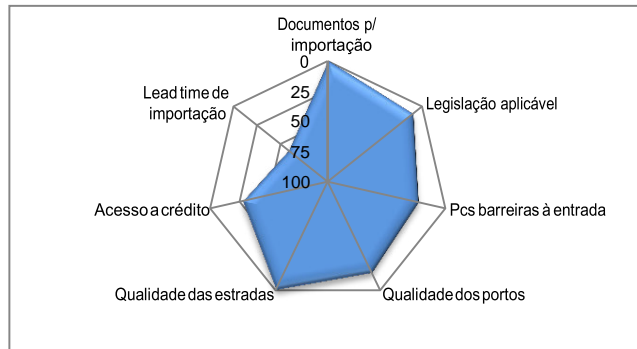 Documentos p/
importação
0
Lead time de
importação
25
Legislação aplicável
50
75
100
Acesso a crédito
Pcs barreiras à entrada
Qualidade das estradas
Qualidade dos portos